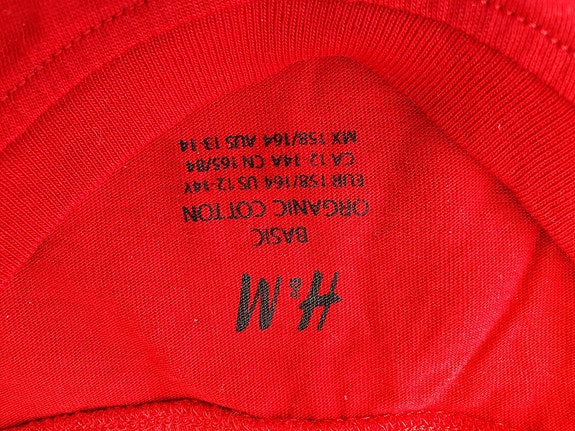 H&M
BASIC
ORGANIC COTTON
EUR 158/164 US 12-14Y
CA 12-14A CN 165/84
MX 158/164 AUS 13-14